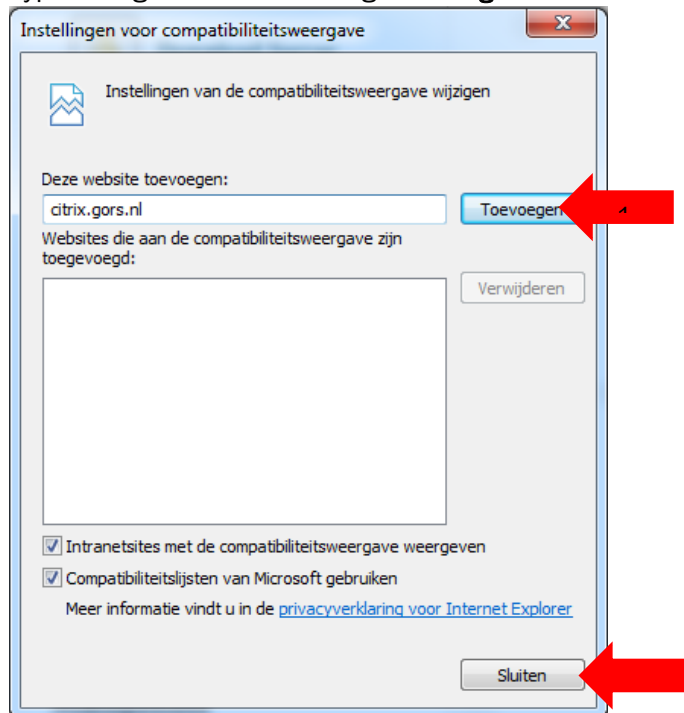 Instellingen voor compatibiliteitsweergave
Instellingen van de compatibiliteitsweergave wijzigen
Deze website toevoegen:
citrix.gors.nl
Toevoegen
Websites die aan de compatibiliteitsweergave zijn
toegevoegd:
Verwijderen
Intranetsites met de compatibiliteitsweergave weergeven
Compatibiliteitslijsten van Microsoft gebruiken
Meer informatie vindt u in de privacyverklaring voor Internet Explorer
Sluiten